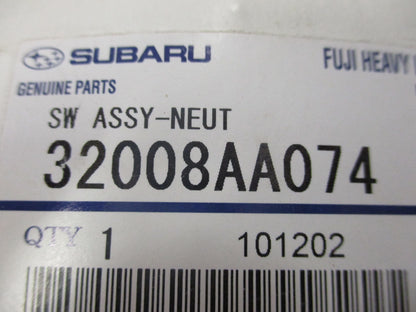 SUBARU FUJI HEAVY
GENUINE PARTS
SW ASSY-NEUT
32008AA074
QTY 1 101202